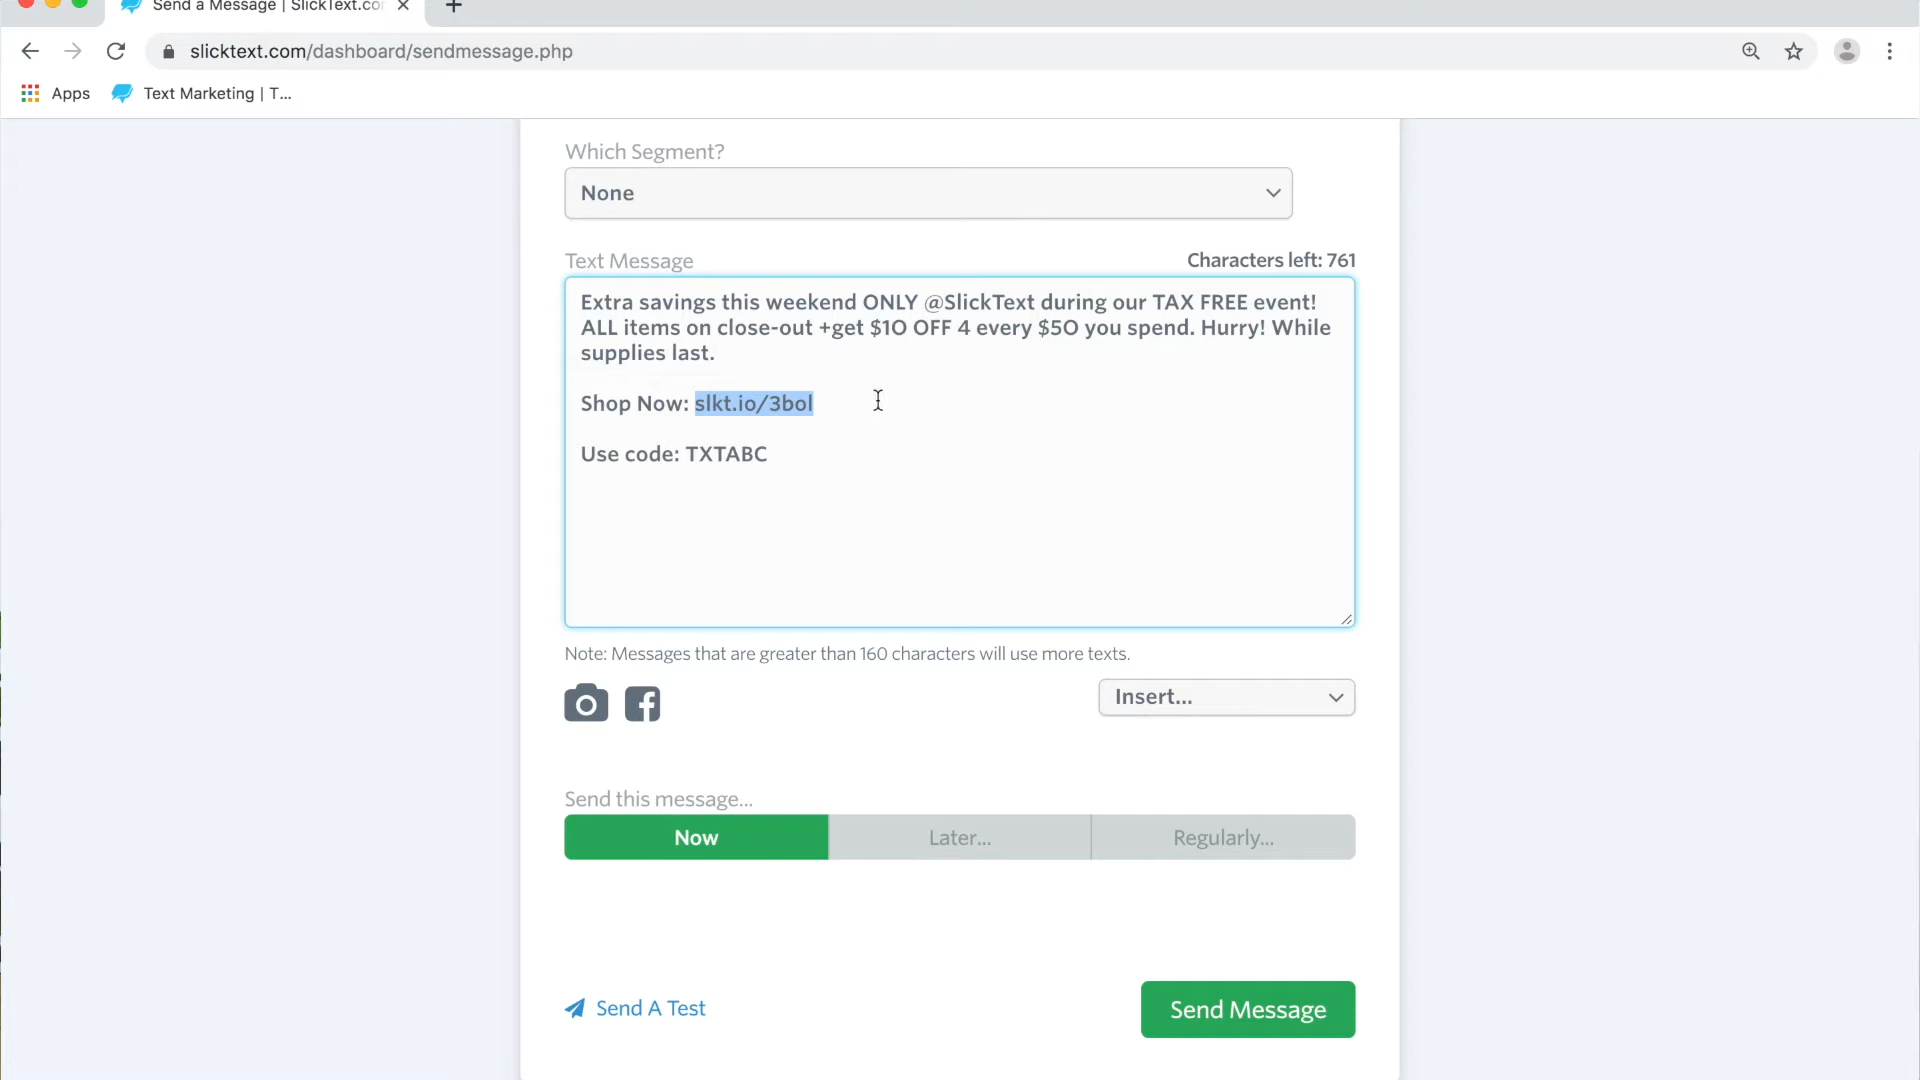 Send a Message | SlickText.com
slicktext.com/dashboard/sendmessage.php
Apps
Text Marketing | T...
Which Segment?
None
Text Message
Characters left: 761
Extra savings this weekend ONLY @SlickText during our TAX FREE event!
ALL items on close-out +get $10 OFF 4 every $50 you spend. Hurry! While
supplies last.
Shop Now: slkt.io/3bol
Use code: TXTABC
Note: Messages that are greater than 160 characters will use more texts.
Insert...
Send this message...
Now
Later...
Regularly...
Send A Test
Send Message